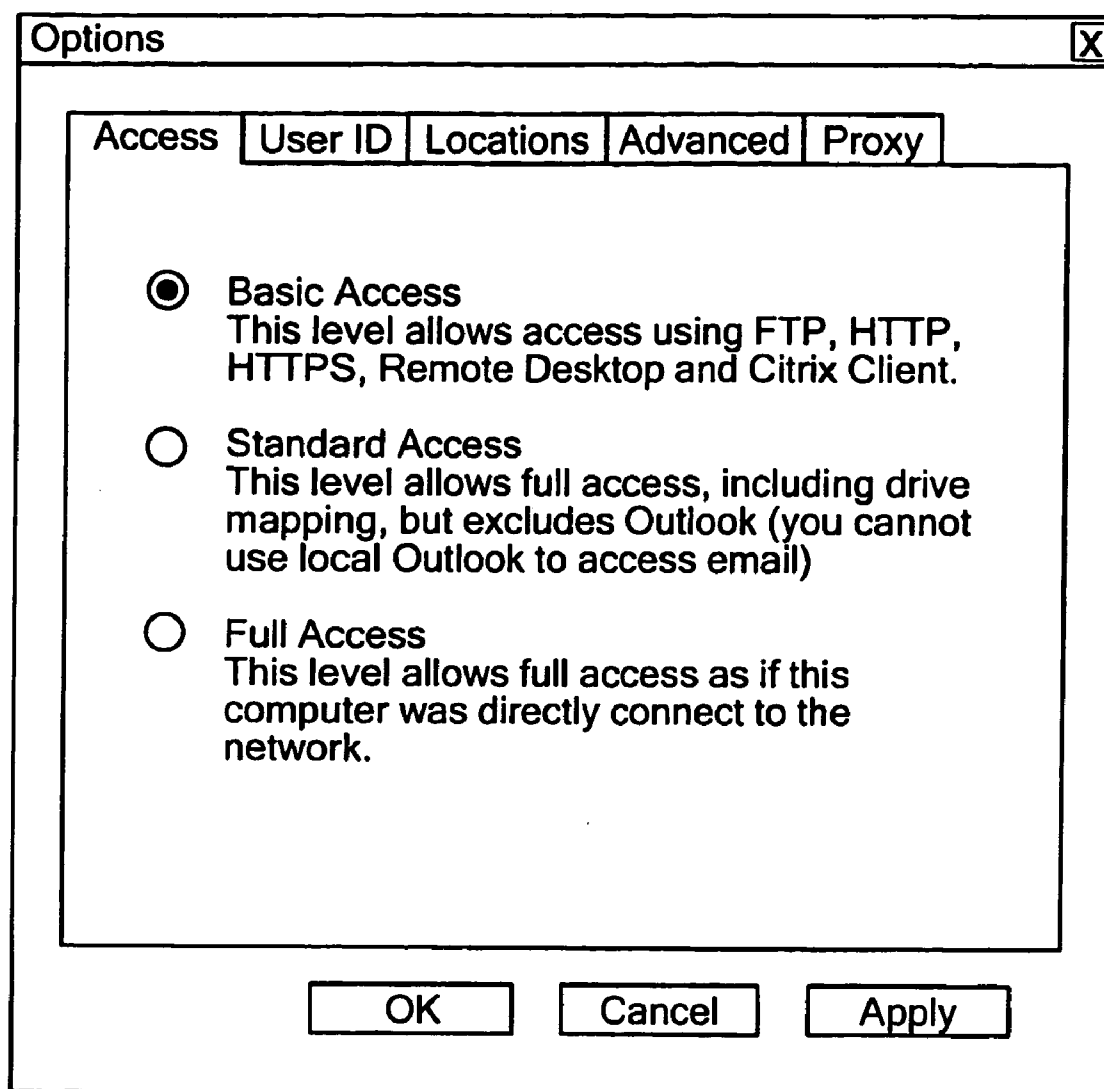 Options X
Access User ID Locations Advanced Proxy
Basic Access
This level allows access using FTP, HTTP,
HTTPS, Remote Desktop and Citrix Client.
Standard Access
This level allows full access, including drive
mapping, but excludes Outlook (you cannot
use local Outlook to access email)
Full Access
This level allows full access as if this
computer was directly connect to the
network.
OK Cancel Apply